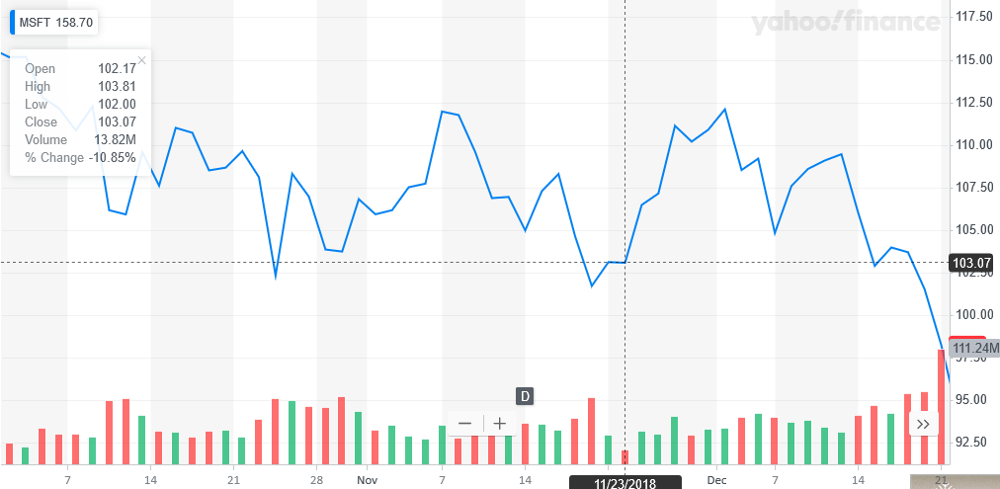 MSFT 158.70
yahoo!finance
117.50
Open 102.17
High 103.81
Low 102.00
Close 103.07
Volume 13.82M
% Change -10.85%
115.00
112.50
110.00
107.50
105.00
103.07
102.50
100.00
111.24M
97.50
95.00
92.50
D
7
14
21
28
Nov
7
14
11/23/2018
Dec
7
14
21